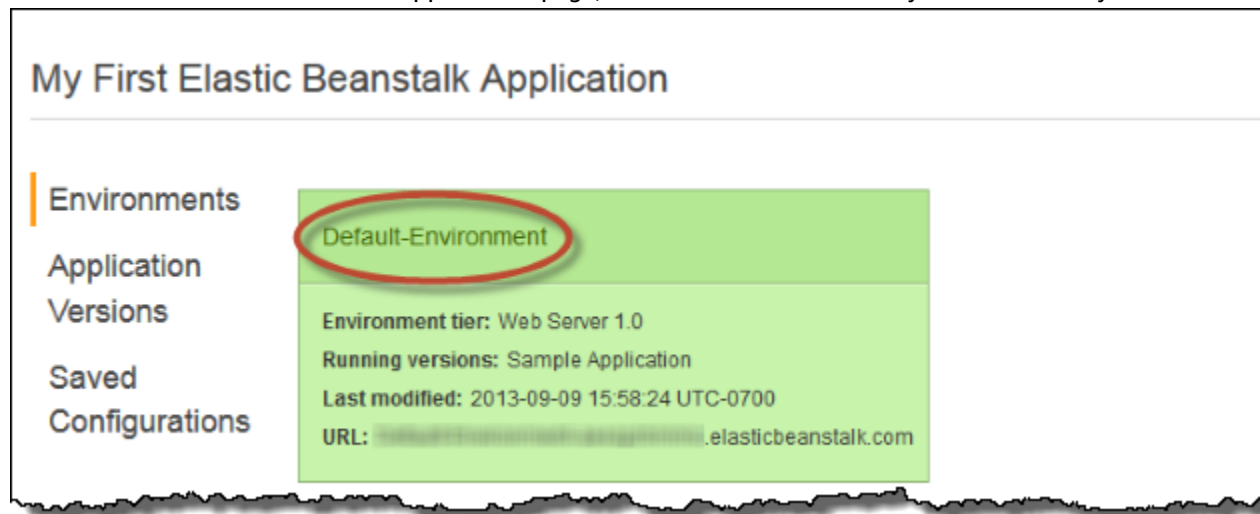 My First Elastic Beanstalk Application
Environments
Application
Versions
Saved
Configurations
Default-Environment
Environment tier: Web Server 1.0
Running versions: Sample Application
Last modified: 2013-09-09 15:58:24 UTC-0700
URL: .elasticbeanstalk.com